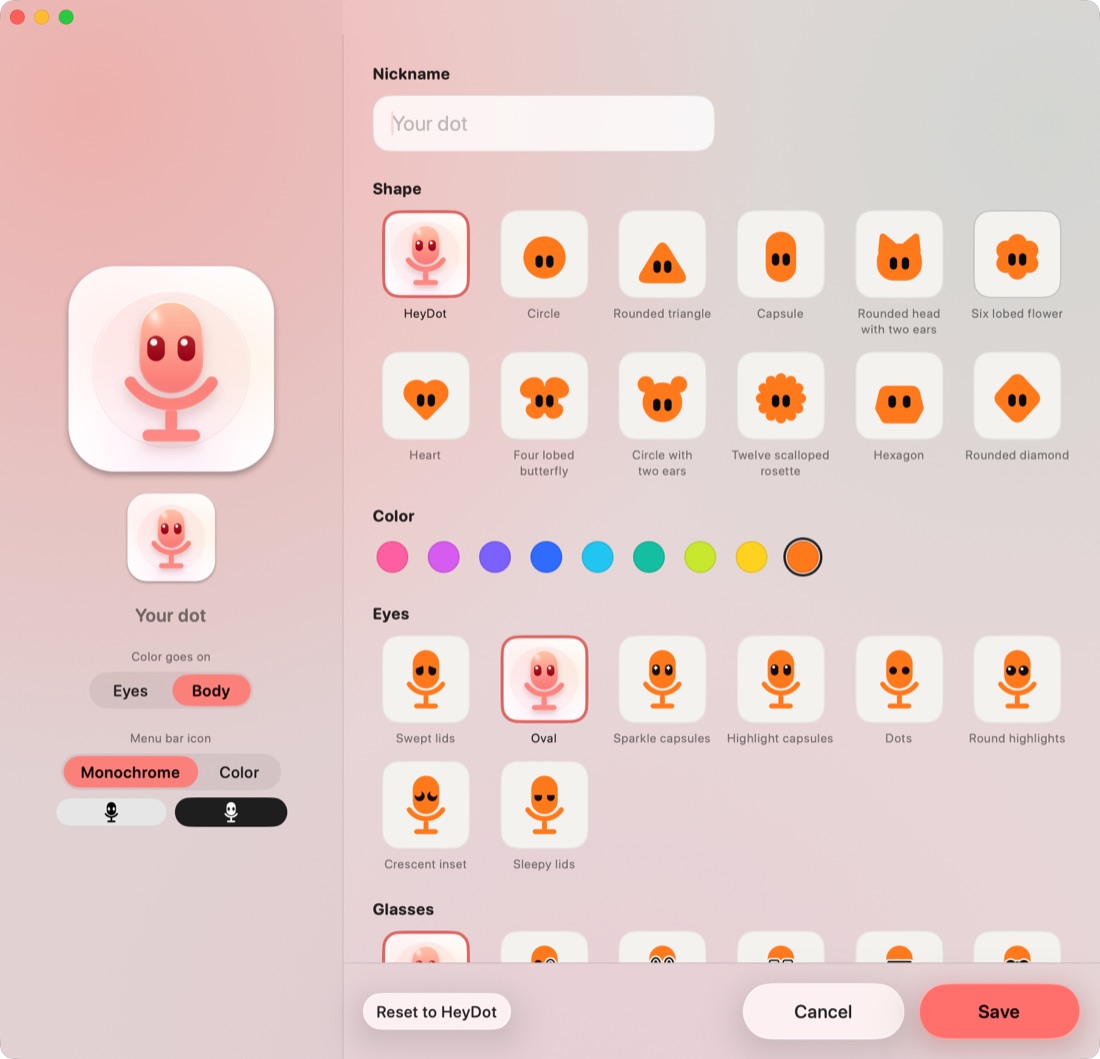 Nickname
Your dot
Shape
HeyDot
Circle
Rounded triangle
Capsule
Rounded head
with two ears
Six lobed flower
Heart
Four lobed
butterfly
Circle with
two ears
Twelve scalloped
rosette
Hexagon
Rounded diamond
Color
Eyes
Swept lids
Oval
Sparkle capsules
Highlight capsules
Dots
Round highlights
Crescent inset
Sleepy lids
Glasses
Your dot
Color goes on
Eyes
Body
Menu bar icon
Monochrome
Color
Reset to HeyDot
Cancel
Save